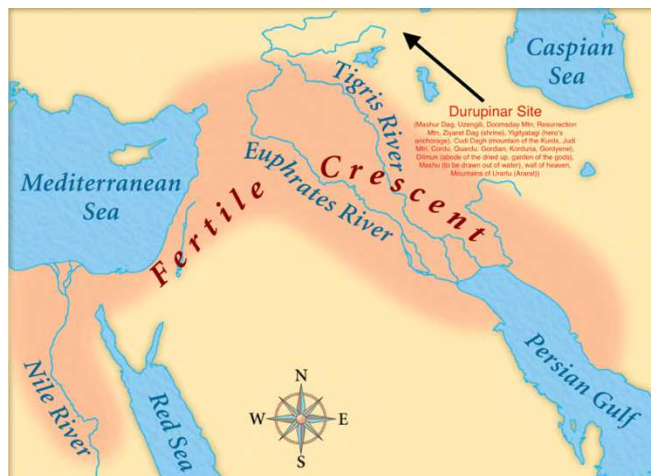 Caspian
Sea
Tigris River
Durupinar Site
(Mashur Dag, Uzengili, Doomsday Mtn, Resurrection
Mtn, Ziyaret Dag (shrine), Yigityatagi (hero's
anchorage), Cudi Dagh (mountain of the Kurds, Judi
Mtn, Cordu, Quardu, Gordian, Korduria, Gordyene),
Dilmun (abode of the dried up, garden of the gods),
Mashu (to be drawn out of water), wall of heaven,
Mountains of Urartu (Ararat))
Mediterranean
Sea
Euphrates River
Fertile Crescent
Nile River
Red Sea
Persian Gulf
N
W
E
S